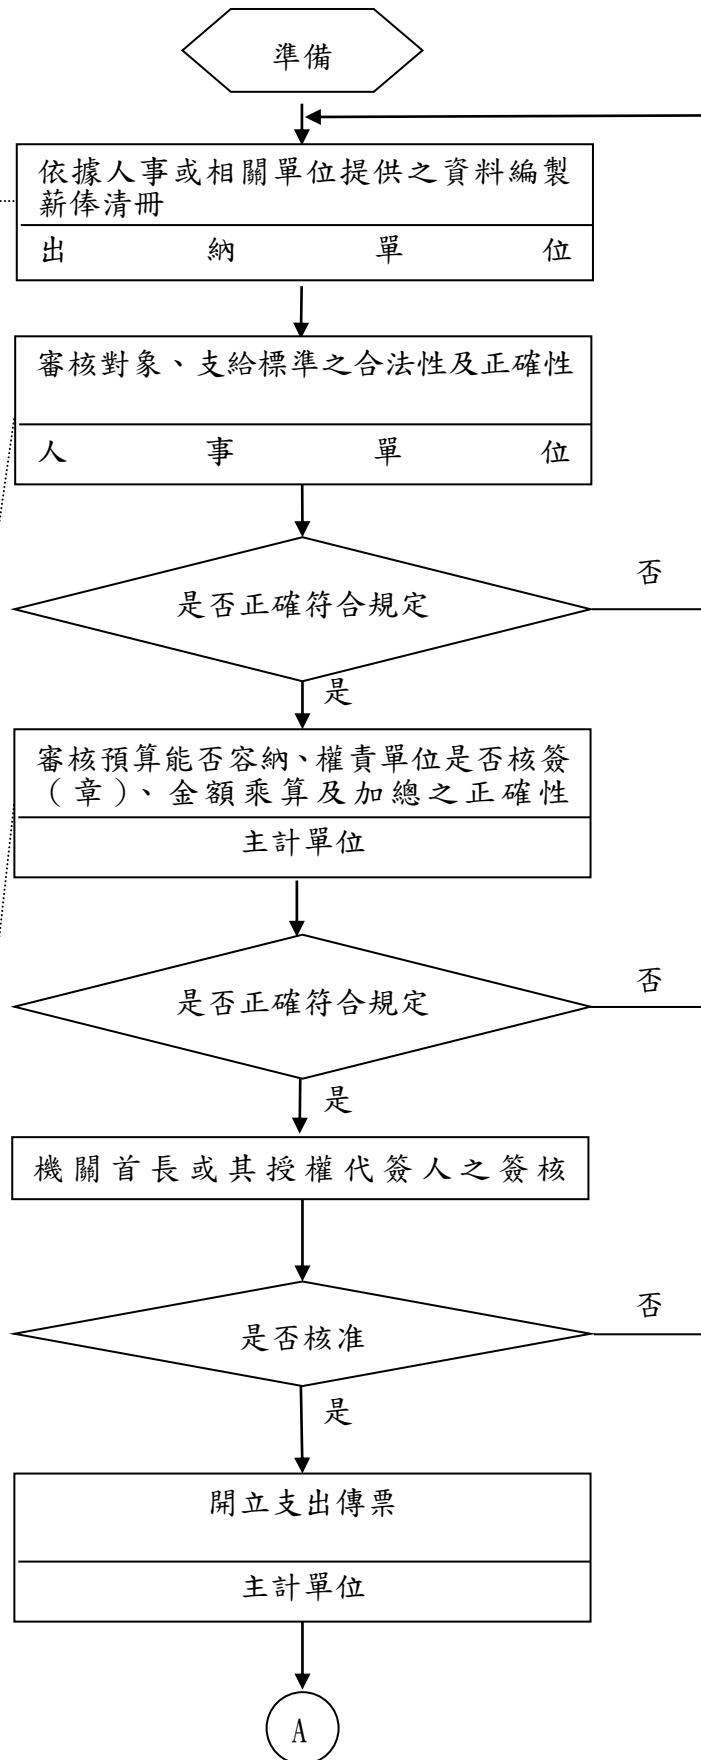 準備
依據人事或相關單位提供之資料編製
薪俸清冊
出納單位
審核對象、支給標準之合法性及正確性
人事單位
是否正確符合規定
否
是
審核預算能否容納、權責單位是否核簽
（章）、金額乘算及加總之正確性
主計單位
是否正確符合規定
否
是
機關首長或其授權代簽人之簽核
是否核准
否
是
開立支出傳票
主計單位
A